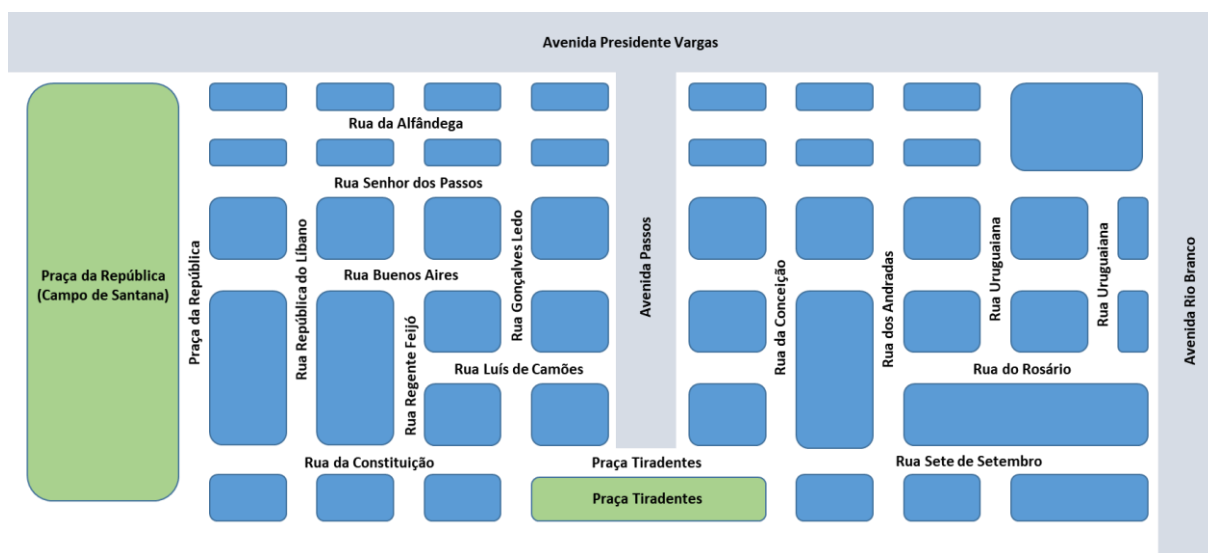 Avenida Presidente Vargas
Rua da Alfândega
Rua Senhor dos Passos
Praça da República
(Campo de Santana)
Praça da República
Rua República do Líbano
Rua Buenos Aires
Rua Regente Feijó
Rua Gonçalves Ledo
Rua Luís de Camões
Avenida Passos
Rua da Conceição
Rua dos Andradas
Rua Uruguaiana
Rua Uruguaiana
Avenida Rio Branco
Rua do Rosário
Rua da Constituição
Praça Tiradentes
Rua Sete de Setembro
Praça Tiradentes